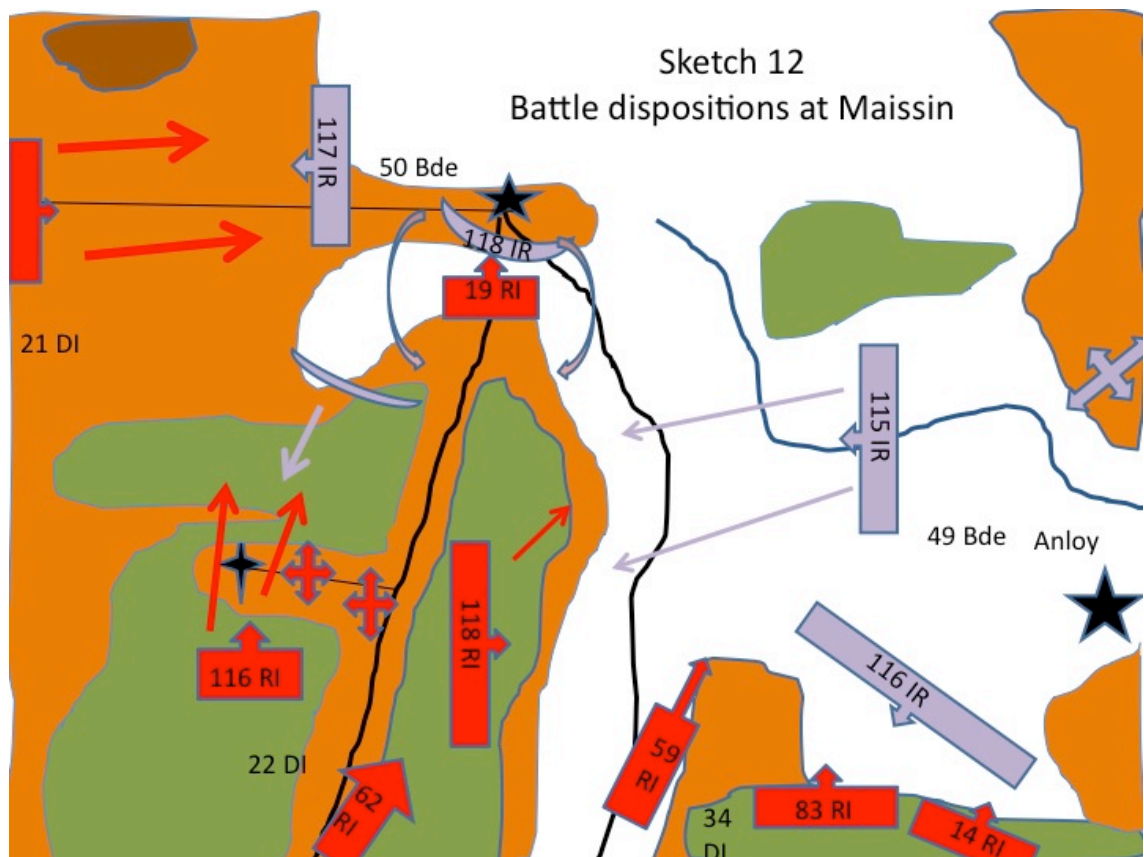 Sketch 12
Battle dispositions at Maissin
117 IR
50 Bde
118 IR
19 RI
21 DI
115 IR
49 Bde
Anloy
118 RI
116 RI
116 IR
22 DI
59
RI
62
RI
83 RI
34
DI
14 RI